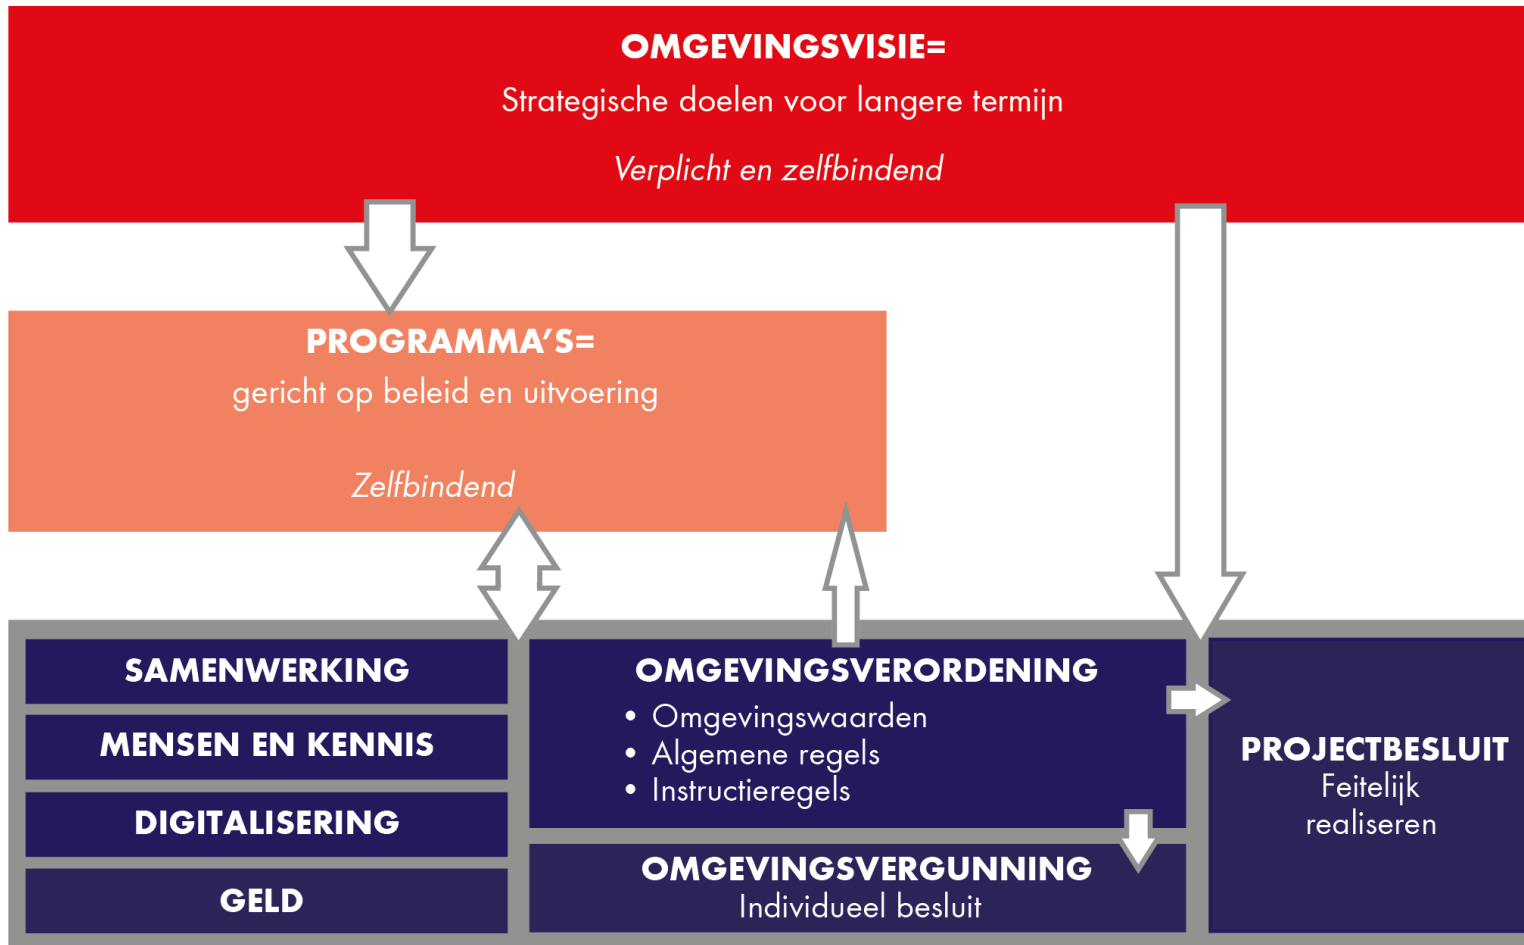 OMGEVINGSVISIE=
Strategische doelen voor langere termijn
Verplicht en zelfbindend
PROGRAMMA’S=
gericht op beleid en uitvoering
Zelfbindend
SAMENWERKING
MENSEN EN KENNIS
DIGITALISERING
GELD
OMGEVINGSVERORDENING
• Omgevingswaarden
• Algemene regels
• Instructieregels
OMGEVINGSVERGUNNING
Individueel besluit
PROJECTBESLUIT
Feitelijk
realiseren